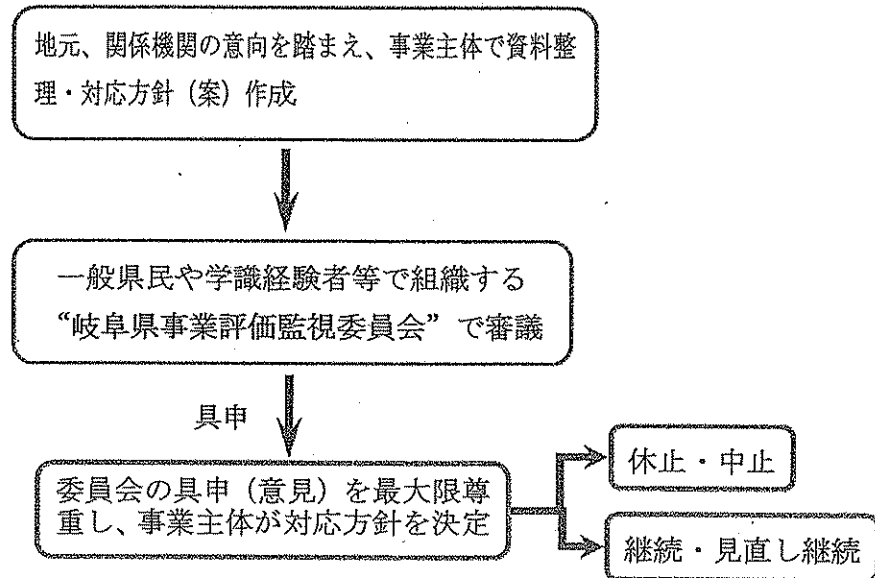 地元、関係機関の意向を踏まえ、事業主体で資料整
理・対応方針（案）作成
一般県民や学識経験者等で組織する
“岐阜県事業評価監視委員会”で審議
具申
委員会の具申（意見）を最大限尊
重し、事業主体が対応方針を決定
休止・中止
継続・見直し継続